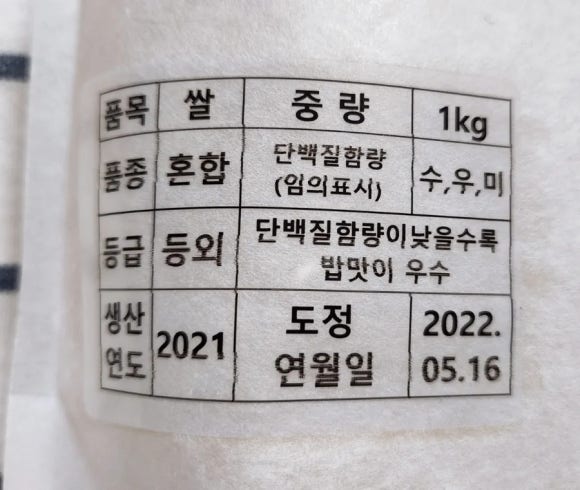 품목 쌀 중 량 1kg
품종 혼합 단백질함량 (임의표시) 수,우,미
등급 등외 단백질함량이낮을수록 밥맛이 우수
생산 연도 2021 도정 연월일 2022. 05.16